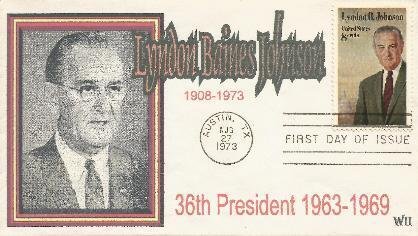 Lyndon Baines Johnson
1908-1973
Lyndon B. Johnson
United States
8 cents
AUSTIN, TX
AUG
27
1973
FIRST DAY OF ISSUE
36th President 1963-1969
WII